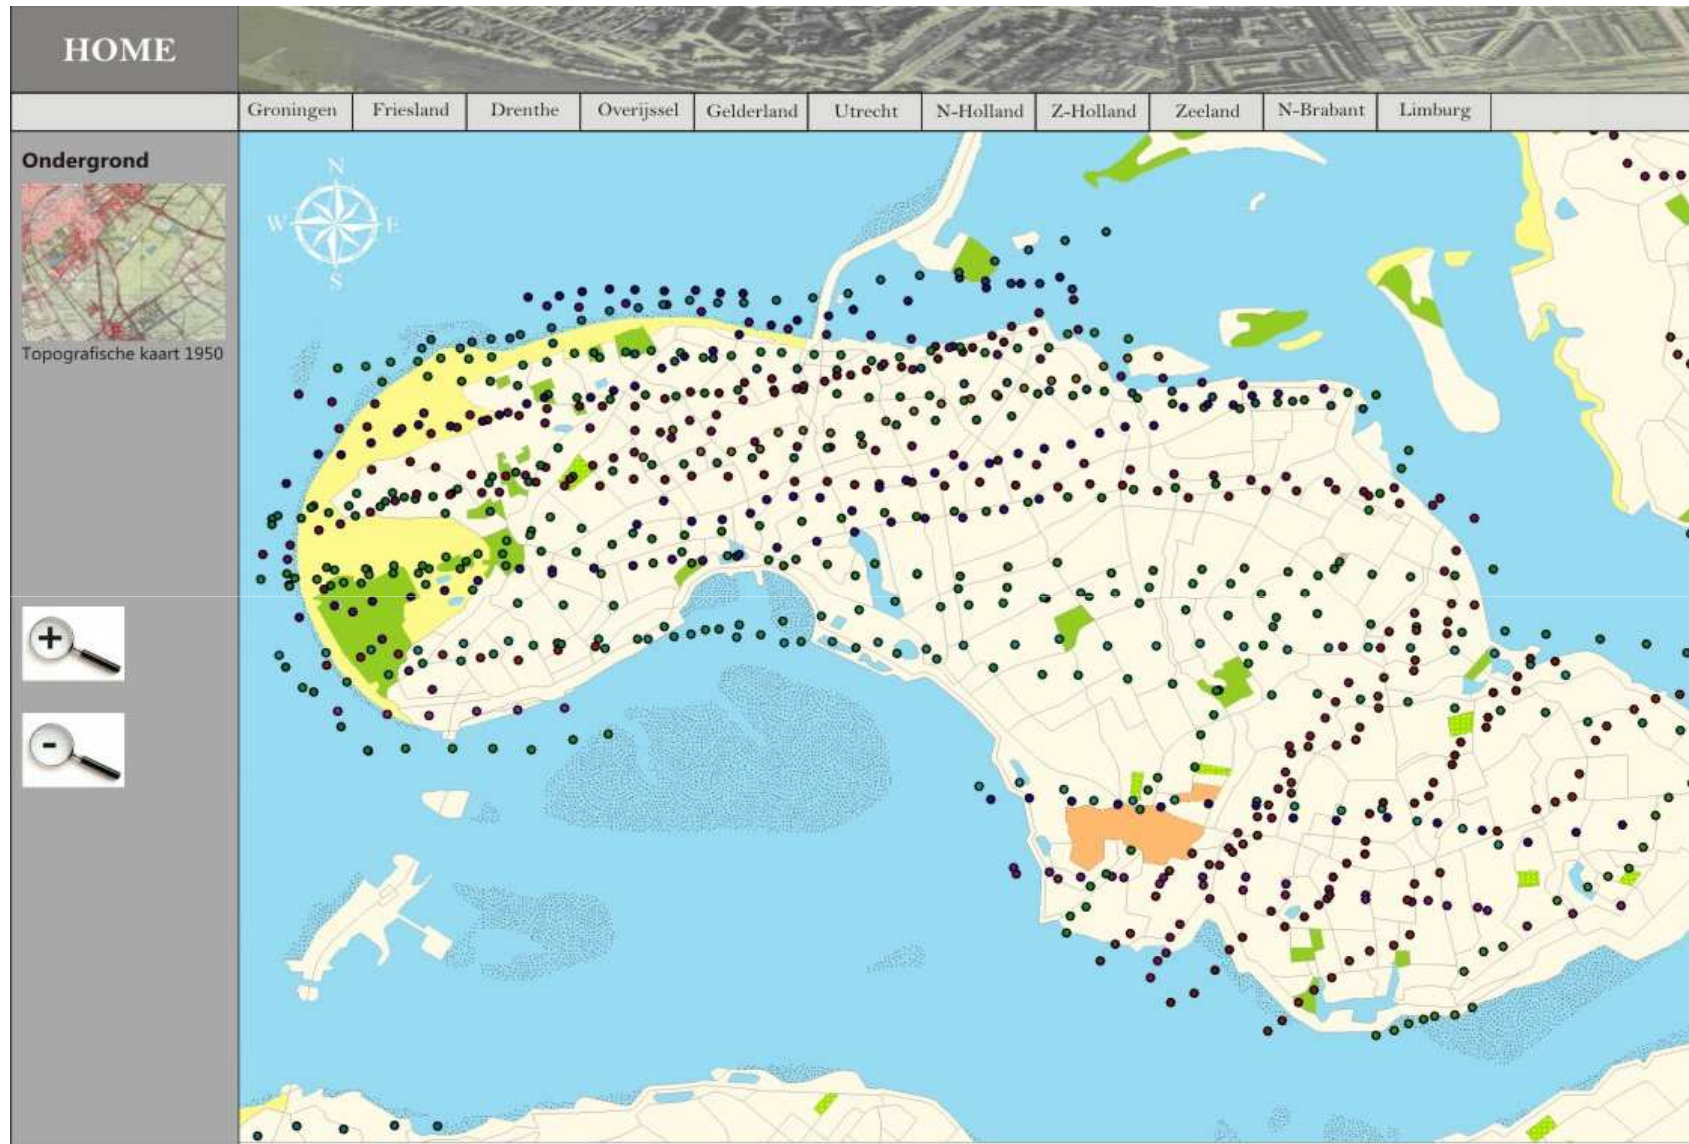 HOME
Groningen Friesland Drenthe Overijssel Gelderland Utrecht N-Holland Z-Holland Zeeland N-Brabant Limburg
Ondergrond
Topografische kaart 1950
N
W E
S
+
-